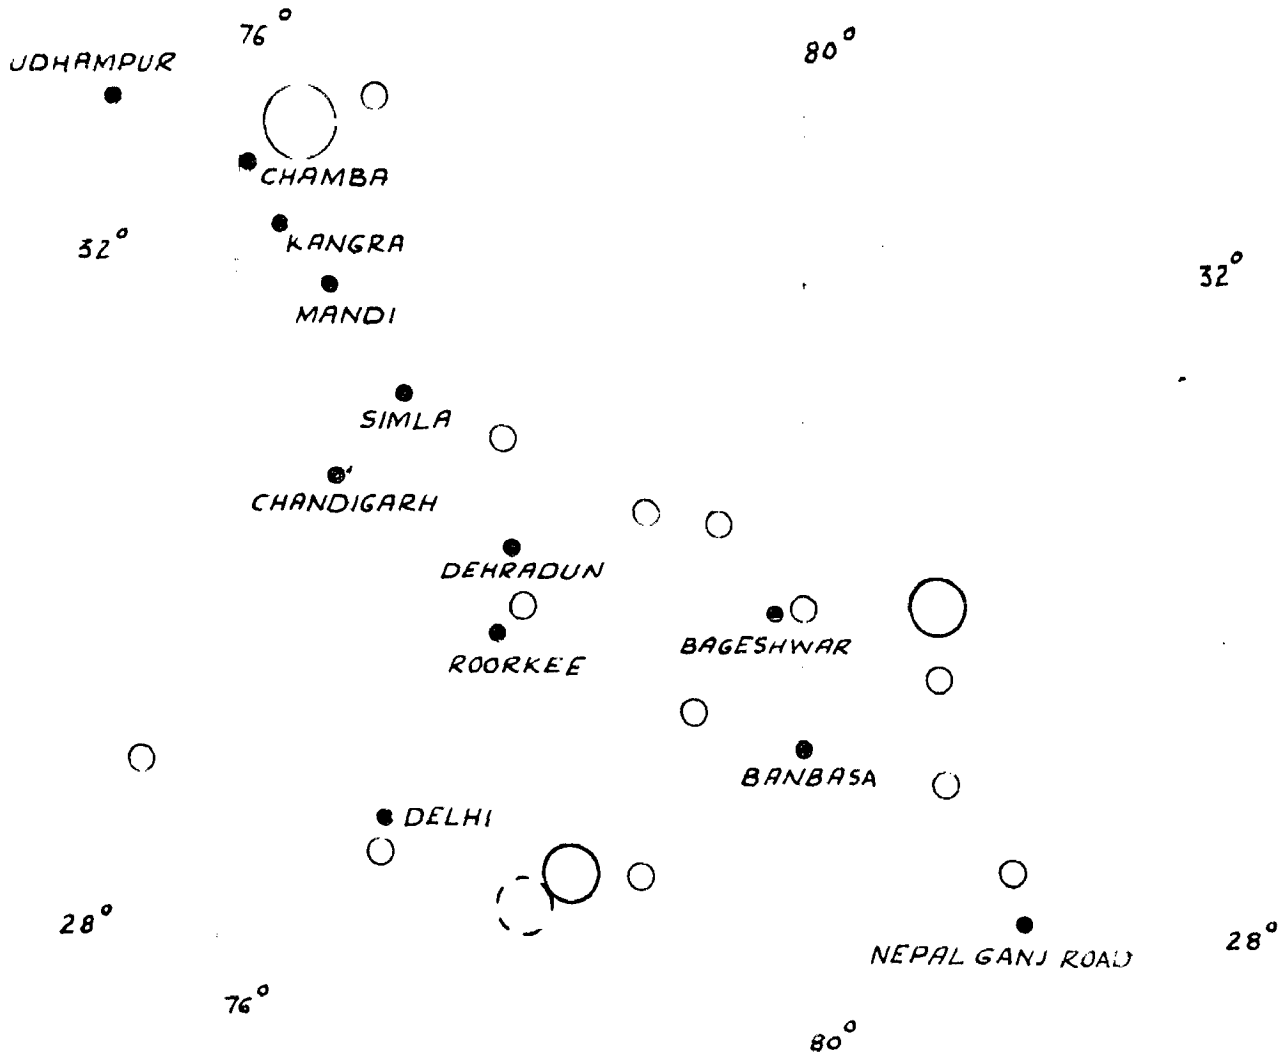 76°
80°
UDHAMPUR
CHAMBA
KANGRA
32°
32°
MANDI
SIMLA
CHANDIGARH
DEHRADUN
BAGESHWAR
ROORKEE
BANBASA
DELHI
28°
28°
NEPAL GANJ ROAD
76°
80°